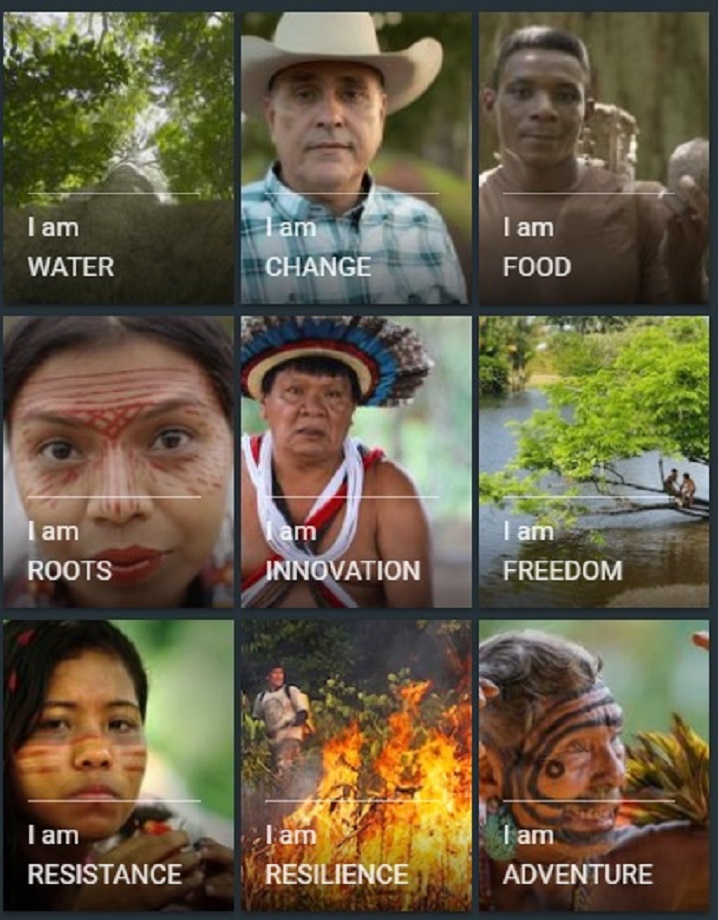 I am
WATER
I am
CHANGE
I am
FOOD
I am
ROOTS
I am
INNOVATION
I am
FREEDOM
I am
RESISTANCE
I am
RESILIENCE
I am
ADVENTURE